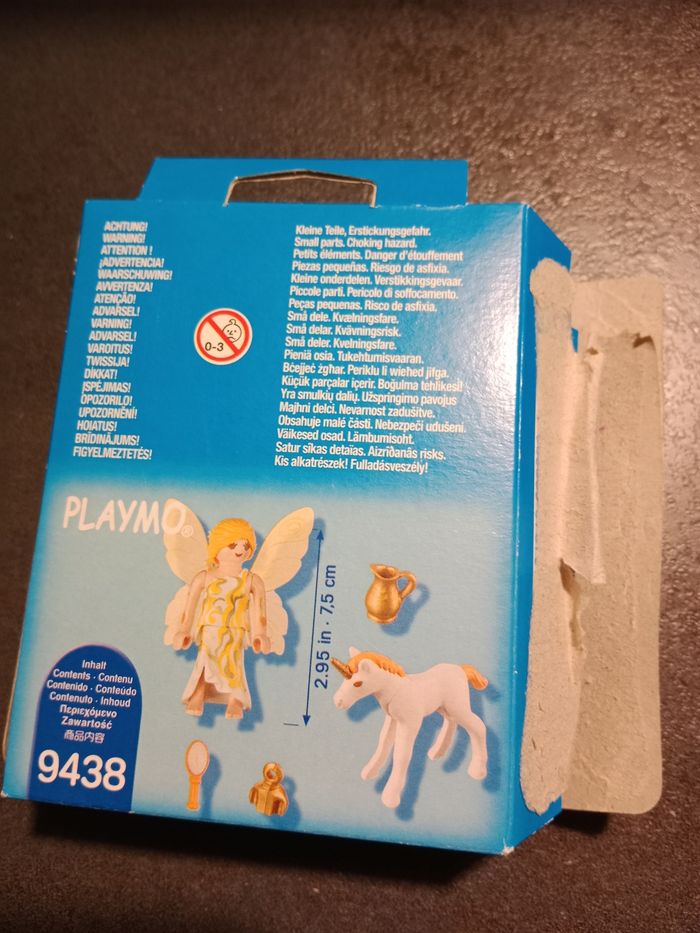 ACHTUNG!
WARNING!
ATTENTION !
¡ADVERTENCIA!
WAARSCHUWING!
AVVERTENZA!
ATENÇÃO!
ADVARSEL!
VARNING!
ADVARSEL!
VAROITUS!
TWISSIJA!
DİKKAT!
ĮSPĖJIMAS!
OPOZORILO!
UPOZORNĚNÍ!
HOIATUS!
BRĪDINĀJUMS!
FIGYELMEZTETÉS!
0-3
Kleine Teile, Erstickungsgefahr.
Small parts. Choking hazard.
Petits éléments. Danger d'étouffement
Piezas pequeñas. Riesgo de asfixia.
Kleine onderdelen. Verstikkingsgevaar.
Piccole parti. Pericolo di soffocamento.
Peças pequenas. Risco de asfixia.
Små dele. Kvælningsfare.
Små delar. Kvävningsrisk.
Små deler. Kvelningsfare.
Pieniä osia. Tukehtumisvaaran.
Bċejjeċ żgħar. Periklu li wieħed jifga.
Küçük parçalar içerir. Boğulma tehlikesi!
Yra smulkių dalių. Užspringimo pavojus
Majhni delci. Nevarnost zadušitve.
Obsahuje malé části. Nebezpečí udušení.
Väikesed osad. Lämbumisoht.
Satur sīkas detaļas. Aizrīšanās risks.
Kis alkatrészek! Fulladásveszély!
PLAYMO®
2.95 in · 7,5 cm
Inhalt
Contents · Contenu
Contenido · Conteúdo
Contenuto · Inhoud
Περιεχόμενο
Zawartość
商品内容
9438